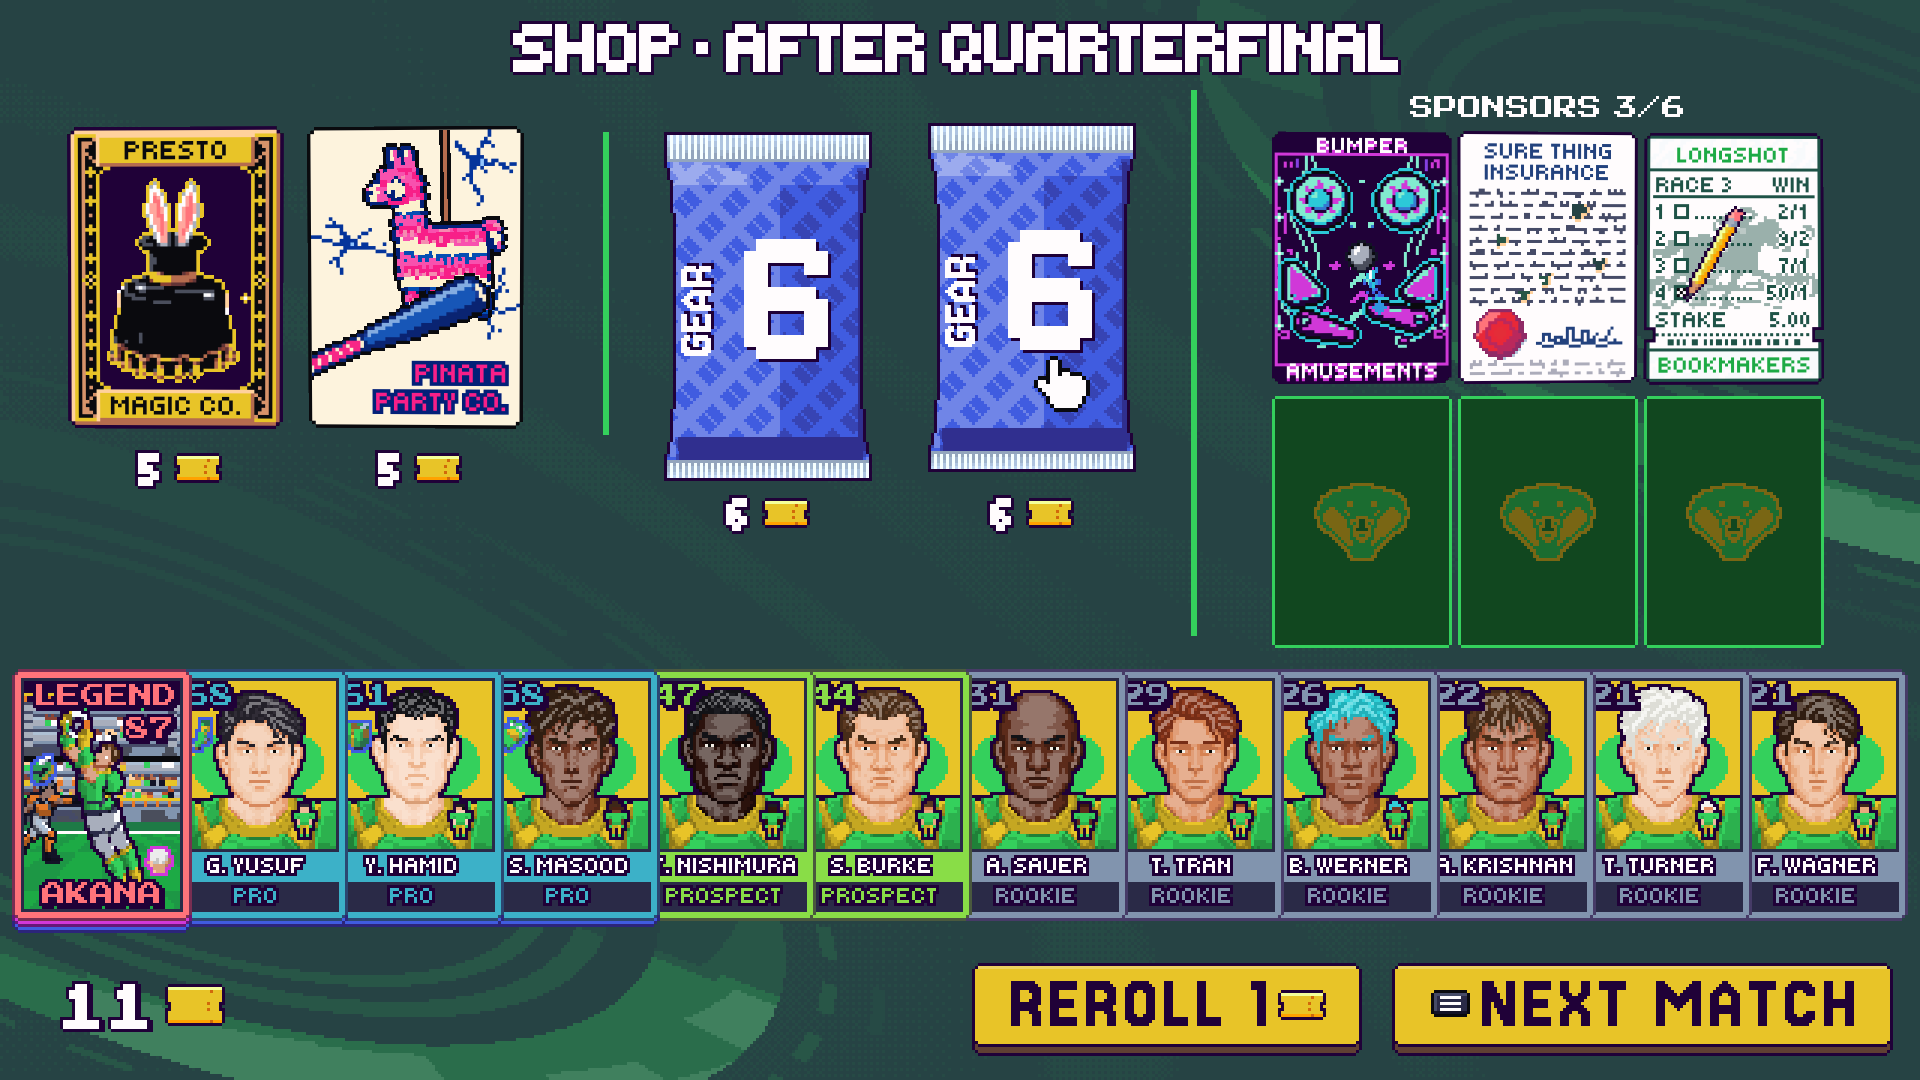 SHOP · AFTER QUARTERFINAL
PRESTO
MAGIC CO.
5
PINATA
PARTY CO.
5
GEAR
6
6
GEAR
6
6
SPONSORS 3/6
BUMPER
AMUSEMENTS
SURE THING
INSURANCE
LONGSHOT
RACE 3 WIN
1 2/1
2 9/2
3 7/1
4 50/1
STAKE 5.00
BOOKMAKERS
LEGEND
87
AKANA
58
G. YUSUF
PRO
51
Y. HAMID
PRO
58
S. MASOOD
PRO
47
. NISHIMURA
PROSPECT
44
S. BURKE
PROSPECT
31
A. SAUER
ROOKIE
29
T. TRAN
ROOKIE
26
B. WERNER
ROOKIE
22
A. KRISHNAN
ROOKIE
21
T. TURNER
ROOKIE
21
F. WAGNER
ROOKIE
11
REROLL 1
NEXT MATCH